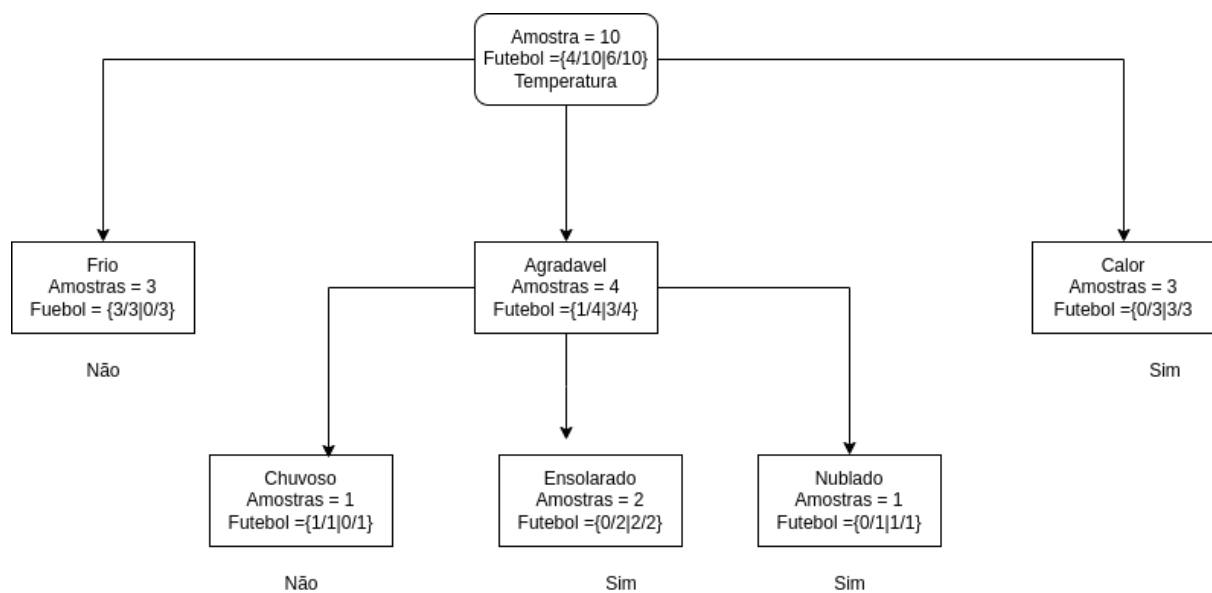 Amostra = 10
Futebol ={4/10|6/10}
Temperatura
Frio
Amostras = 3
Fuebol = {3/3|0/3}
Não
Agradavel
Amostras = 4
Futebol ={1/4|3/4}
Calor
Amostras = 3
Futebol ={0/3|3/3
Sim
Chuvoso
Amostras = 1
Futebol ={1/1|0/1}
Não
Ensolarado
Amostras = 2
Futebol ={0/2|2/2}
Sim
Nublado
Amostras = 1
Futebol ={0/1|1/1}
Sim